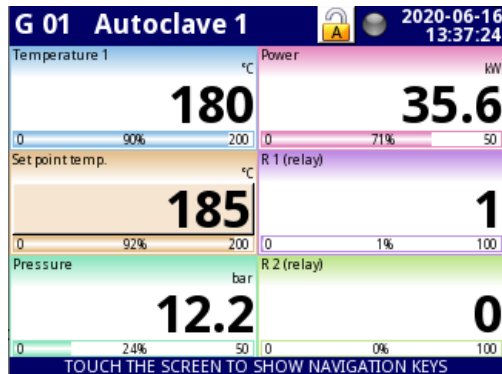 G 01 Autoclave 1
A
2020-06-16
13:37:24
Temperature 1
°C
180
0 90% 200
Power
kW
35.6
0 71% 50
Set point temp.
°C
185
0 92% 200
R 1 (relay)
1
0 1% 100
Pressure
bar
12.2
0 24% 50
R 2 (relay)
0
0 0% 100
TOUCH THE SCREEN TO SHOW NAVIGATION KEYS